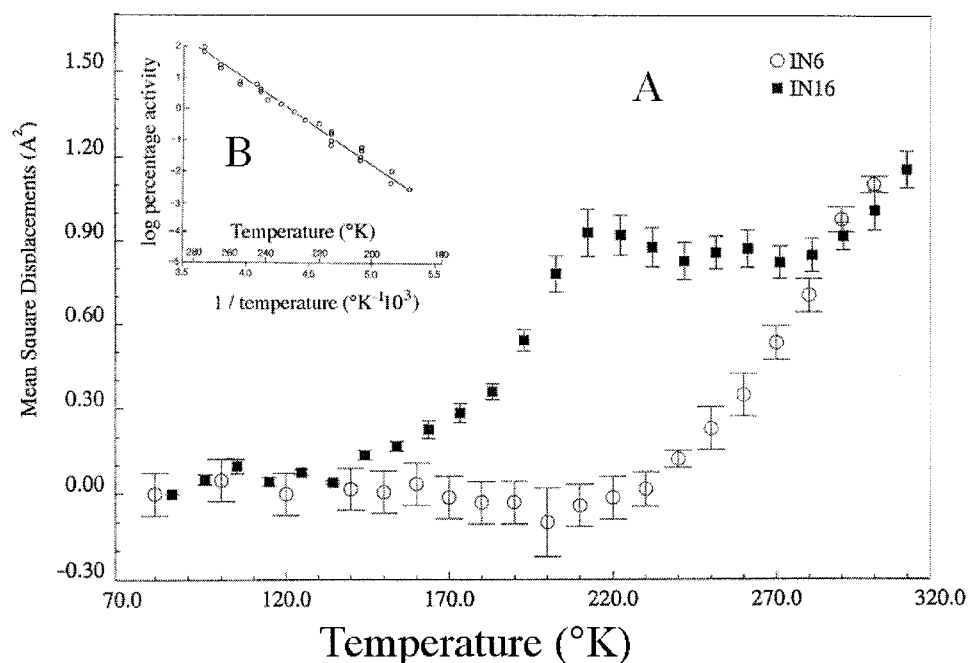 A
IN6
IN16
B
Mean Square Displacements (A²)
1.50
1.20
0.90
0.60
0.30
0.00
-0.30
70.0 120.0 170.0 220.0 270.0 320.0
Temperature (°K)
log percentage activity
2
1
0
-1
-2
-3
-4
-5
Temperature (°K)
280 260 240 200
3.5 4.0 4.5 5.0 5.5
1 / temperature (°K⁻¹10³)